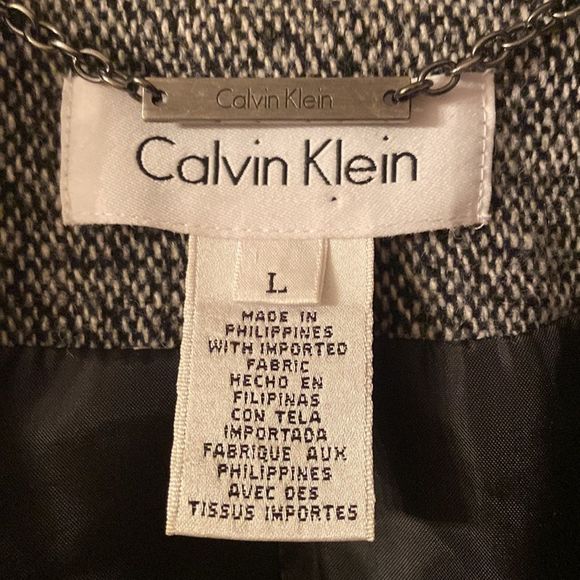 Calvin Klein
Calvin Klein
L
MADE IN
PHILIPPINES
WITH IMPORTED
FABRIC
HECHO EN
FILIPINAS
CON TELA
IMPORTADA
FABRIQUE AUX
PHILIPPINES
AVEC DES
TISSUS IMPORTES